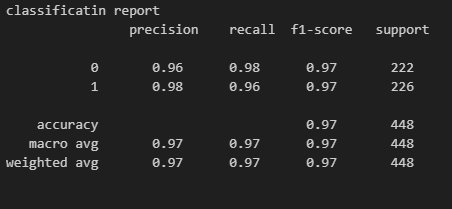 classificatin report
precision recall f1-score support
0 0.96 0.98 0.97 222
1 0.98 0.96 0.97 226
accuracy 0.97 448
macro avg 0.97 0.97 0.97 448
weighted avg 0.97 0.97 0.97 448